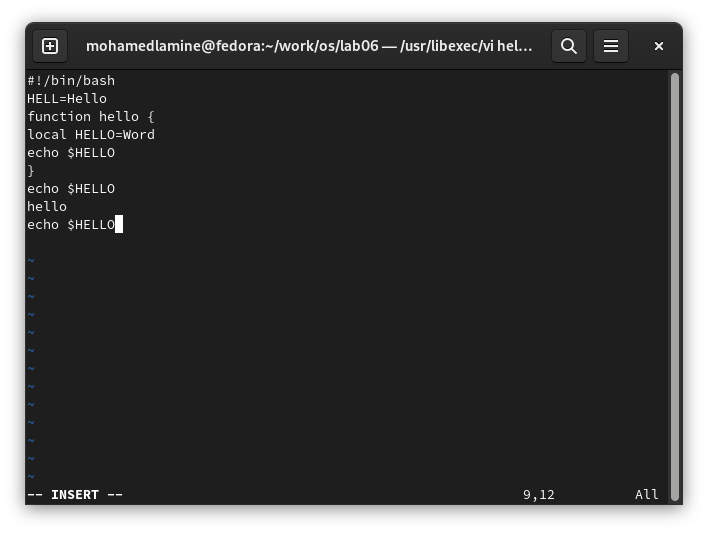 mohamedlamine@fedora:~/work/os/lab06 — /usr/libexec/vi hel...
#!/bin/bash
HELL=Hello
function hello {
local HELLO=Word
echo $HELLO
}
echo $HELLO
hello
echo $HELLO
~
~
~
~
~
~
~
~
~
~
~
~
~
-- INSERT -- 9,12 All